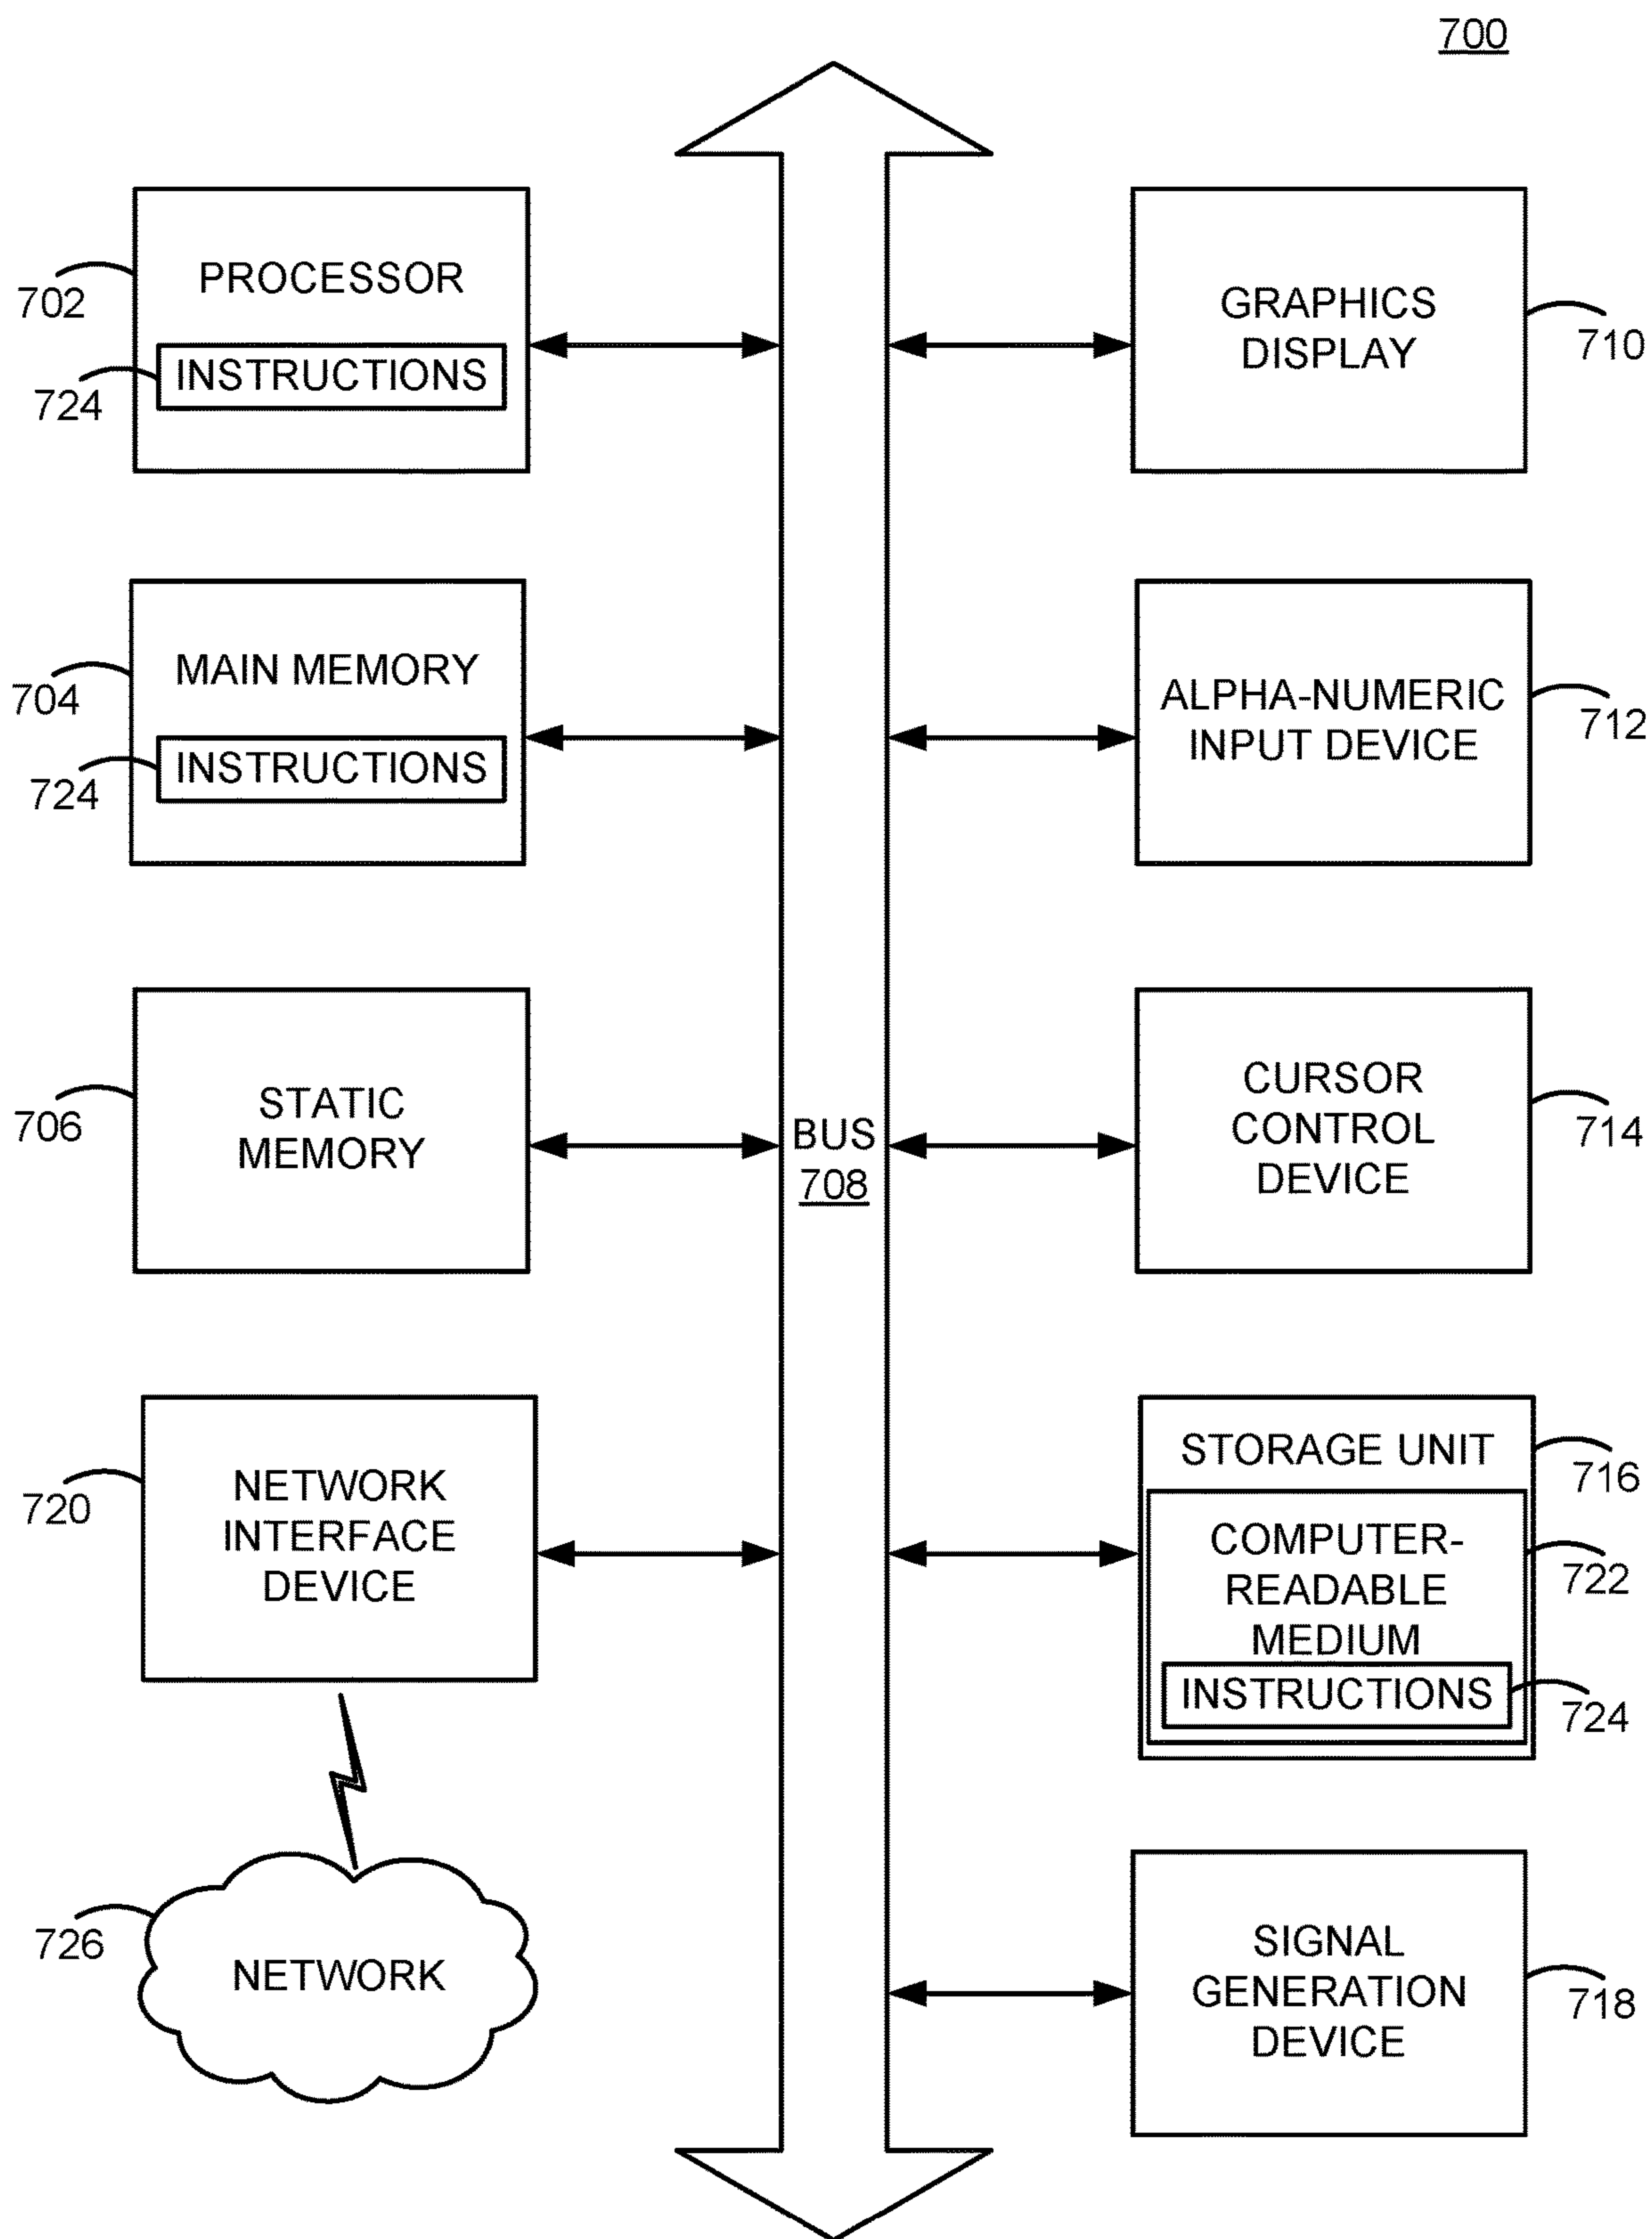 700
PROCESSOR
702
INSTRUCTIONS
724
GRAPHICS
DISPLAY
710
MAIN MEMORY
704
INSTRUCTIONS
724
ALPHA-NUMERIC
INPUT DEVICE
712
STATIC
MEMORY
706
BUS
708
CURSOR
CONTROL
DEVICE
714
NETWORK
INTERFACE
DEVICE
720
STORAGE UNIT
716
COMPUTER-
READABLE
MEDIUM
722
INSTRUCTIONS
724
726
NETWORK
SIGNAL
GENERATION
DEVICE
718